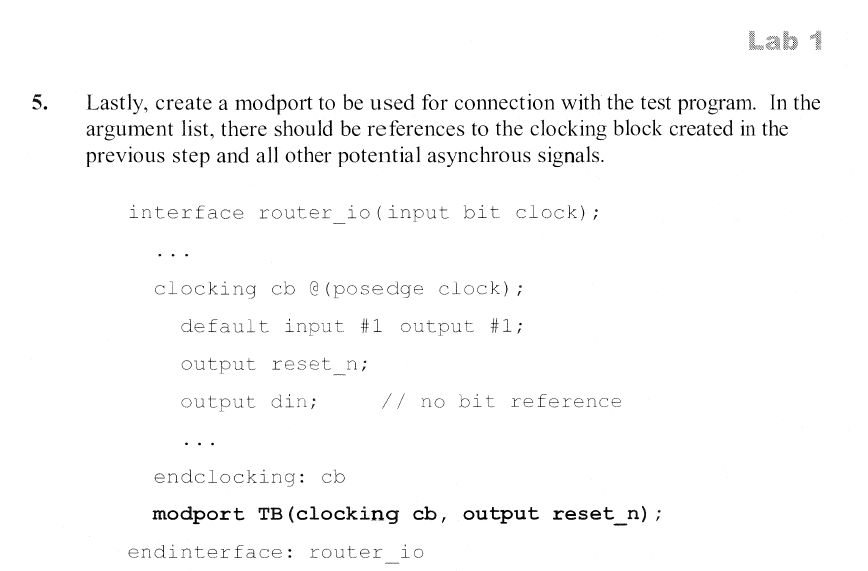 Lab 1
5. Lastly, create a modport to be used for connection with the test program. In the
argument list, there should be references to the clocking block created in the
previous step and all other potential asynchrous signals.
interface router_io(input bit clock);
...
clocking cb @(posedge clock);
default input #1 output #1;
output reset_n;
output din; // no bit reference
...
endclocking: cb
modport TB(clocking cb, output reset_n);
endinterface: router_io